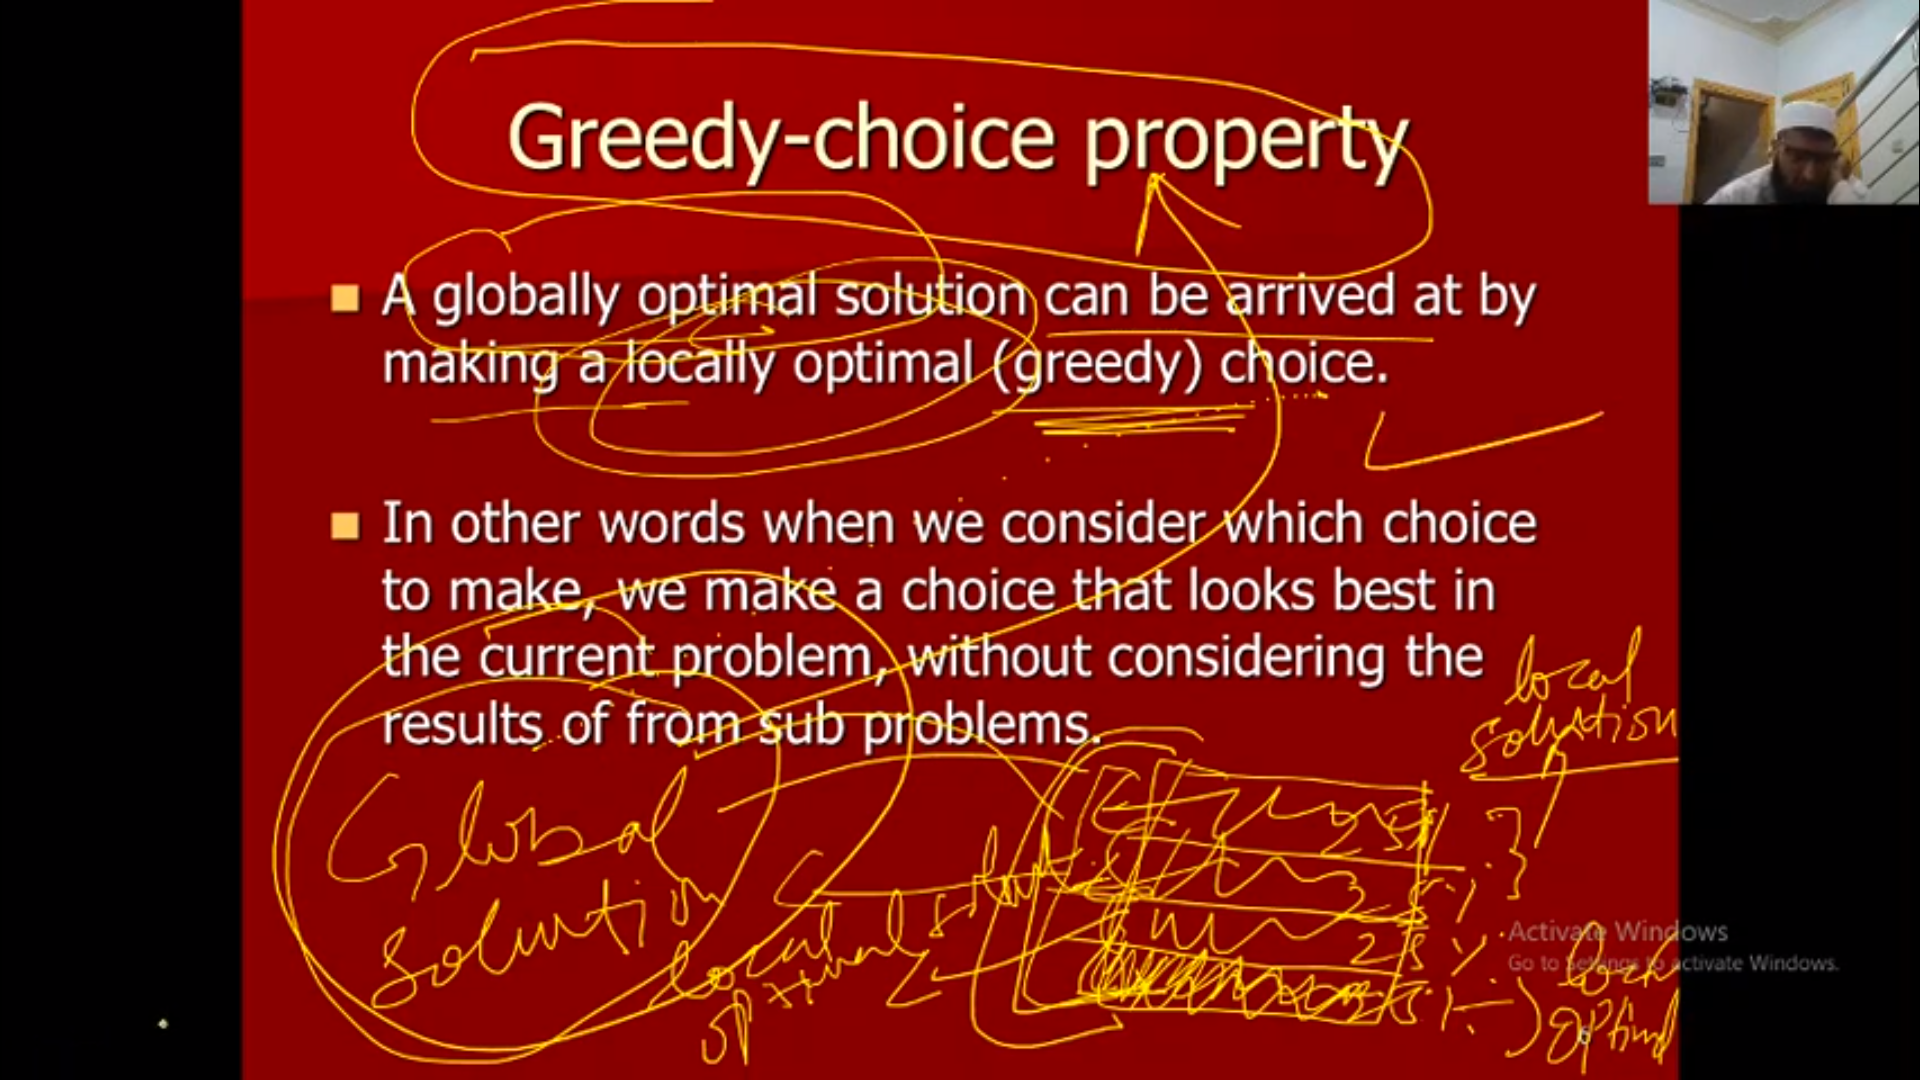 Greedy-choice property
■ A globally optimal solution can be arrived at by
making a locally optimal (greedy) choice.
■ In other words when we consider which choice
to make, we make a choice that looks best in
the current problem, without considering the
results of from sub problems.
local
solution
Global
solution
local
optimal
25%
25%
25%
local
optimal
Activate Windows
Go to Settings to activate Windows.
6